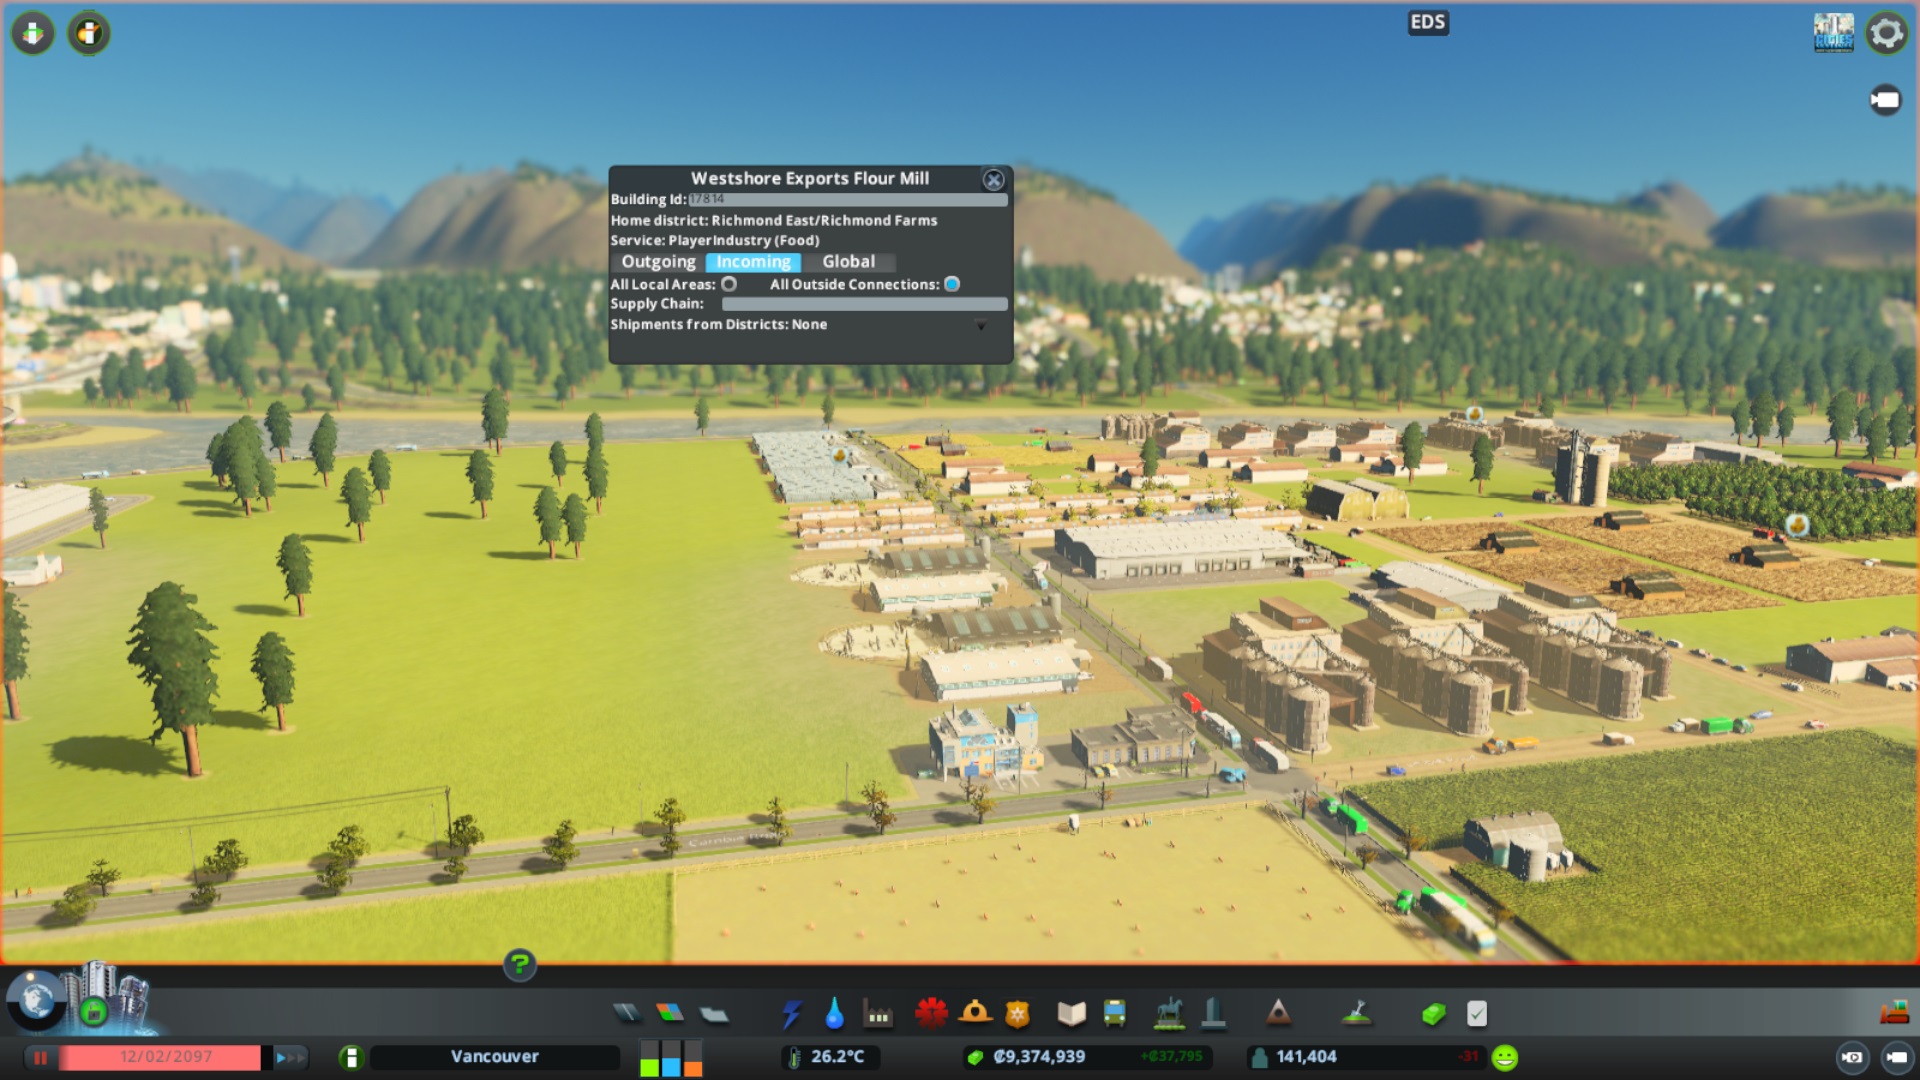 EDS
Westshore Exports Flour Mill
Building Id: 17814
Home district: Richmond East/Richmond Farms
Service: PlayerIndustry (Food)
Outgoing Incoming Global
All Local Areas: All Outside Connections:
Supply Chain:
Shipments from Districts: None
?
12/02/2097
Vancouver
26.2°C
₡9,374,939
+₡37,795
141,404
-31